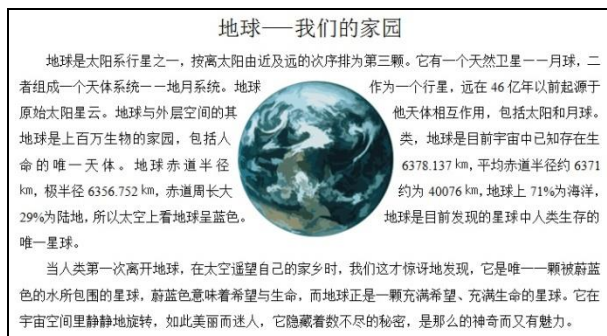 地球——我们的家园
地球是太阳系行星之一，按离太阳由近及远的次序排为第三颗。它有一个天然卫星——月球，二
者组成一个天体系统——地月系统。地球作为一个行星，远在 46 亿年以前起源于
原始太阳星云。地球与外层空间的其他天体相互作用，包括太阳和月球。
地球是上百万生物的家园，包括人类，地球是目前宇宙中已知存在生
命的唯一天体。地球赤道半径 6378.137 km，平均赤道半径约 6371
km，极半径 6356.752 km，赤道周长大约为 40076 km，地球上 71%为海洋，
29%为陆地，所以太空上看地球呈蓝色。地球是目前发现的星球中人类生存的
唯一星球。
当人类第一次离开地球，在太空遥望自己的家乡时，我们这才惊讶地发现，它是唯一一颗被蔚蓝
色的水所包围的星球，蔚蓝色意味着希望与生命，而地球正是一颗充满希望、充满生命的星球。它在
宇宙空间里静静地旋转，如此美丽而迷人，它隐藏着数不尽的秘密，是那么的神奇而又有魅力。